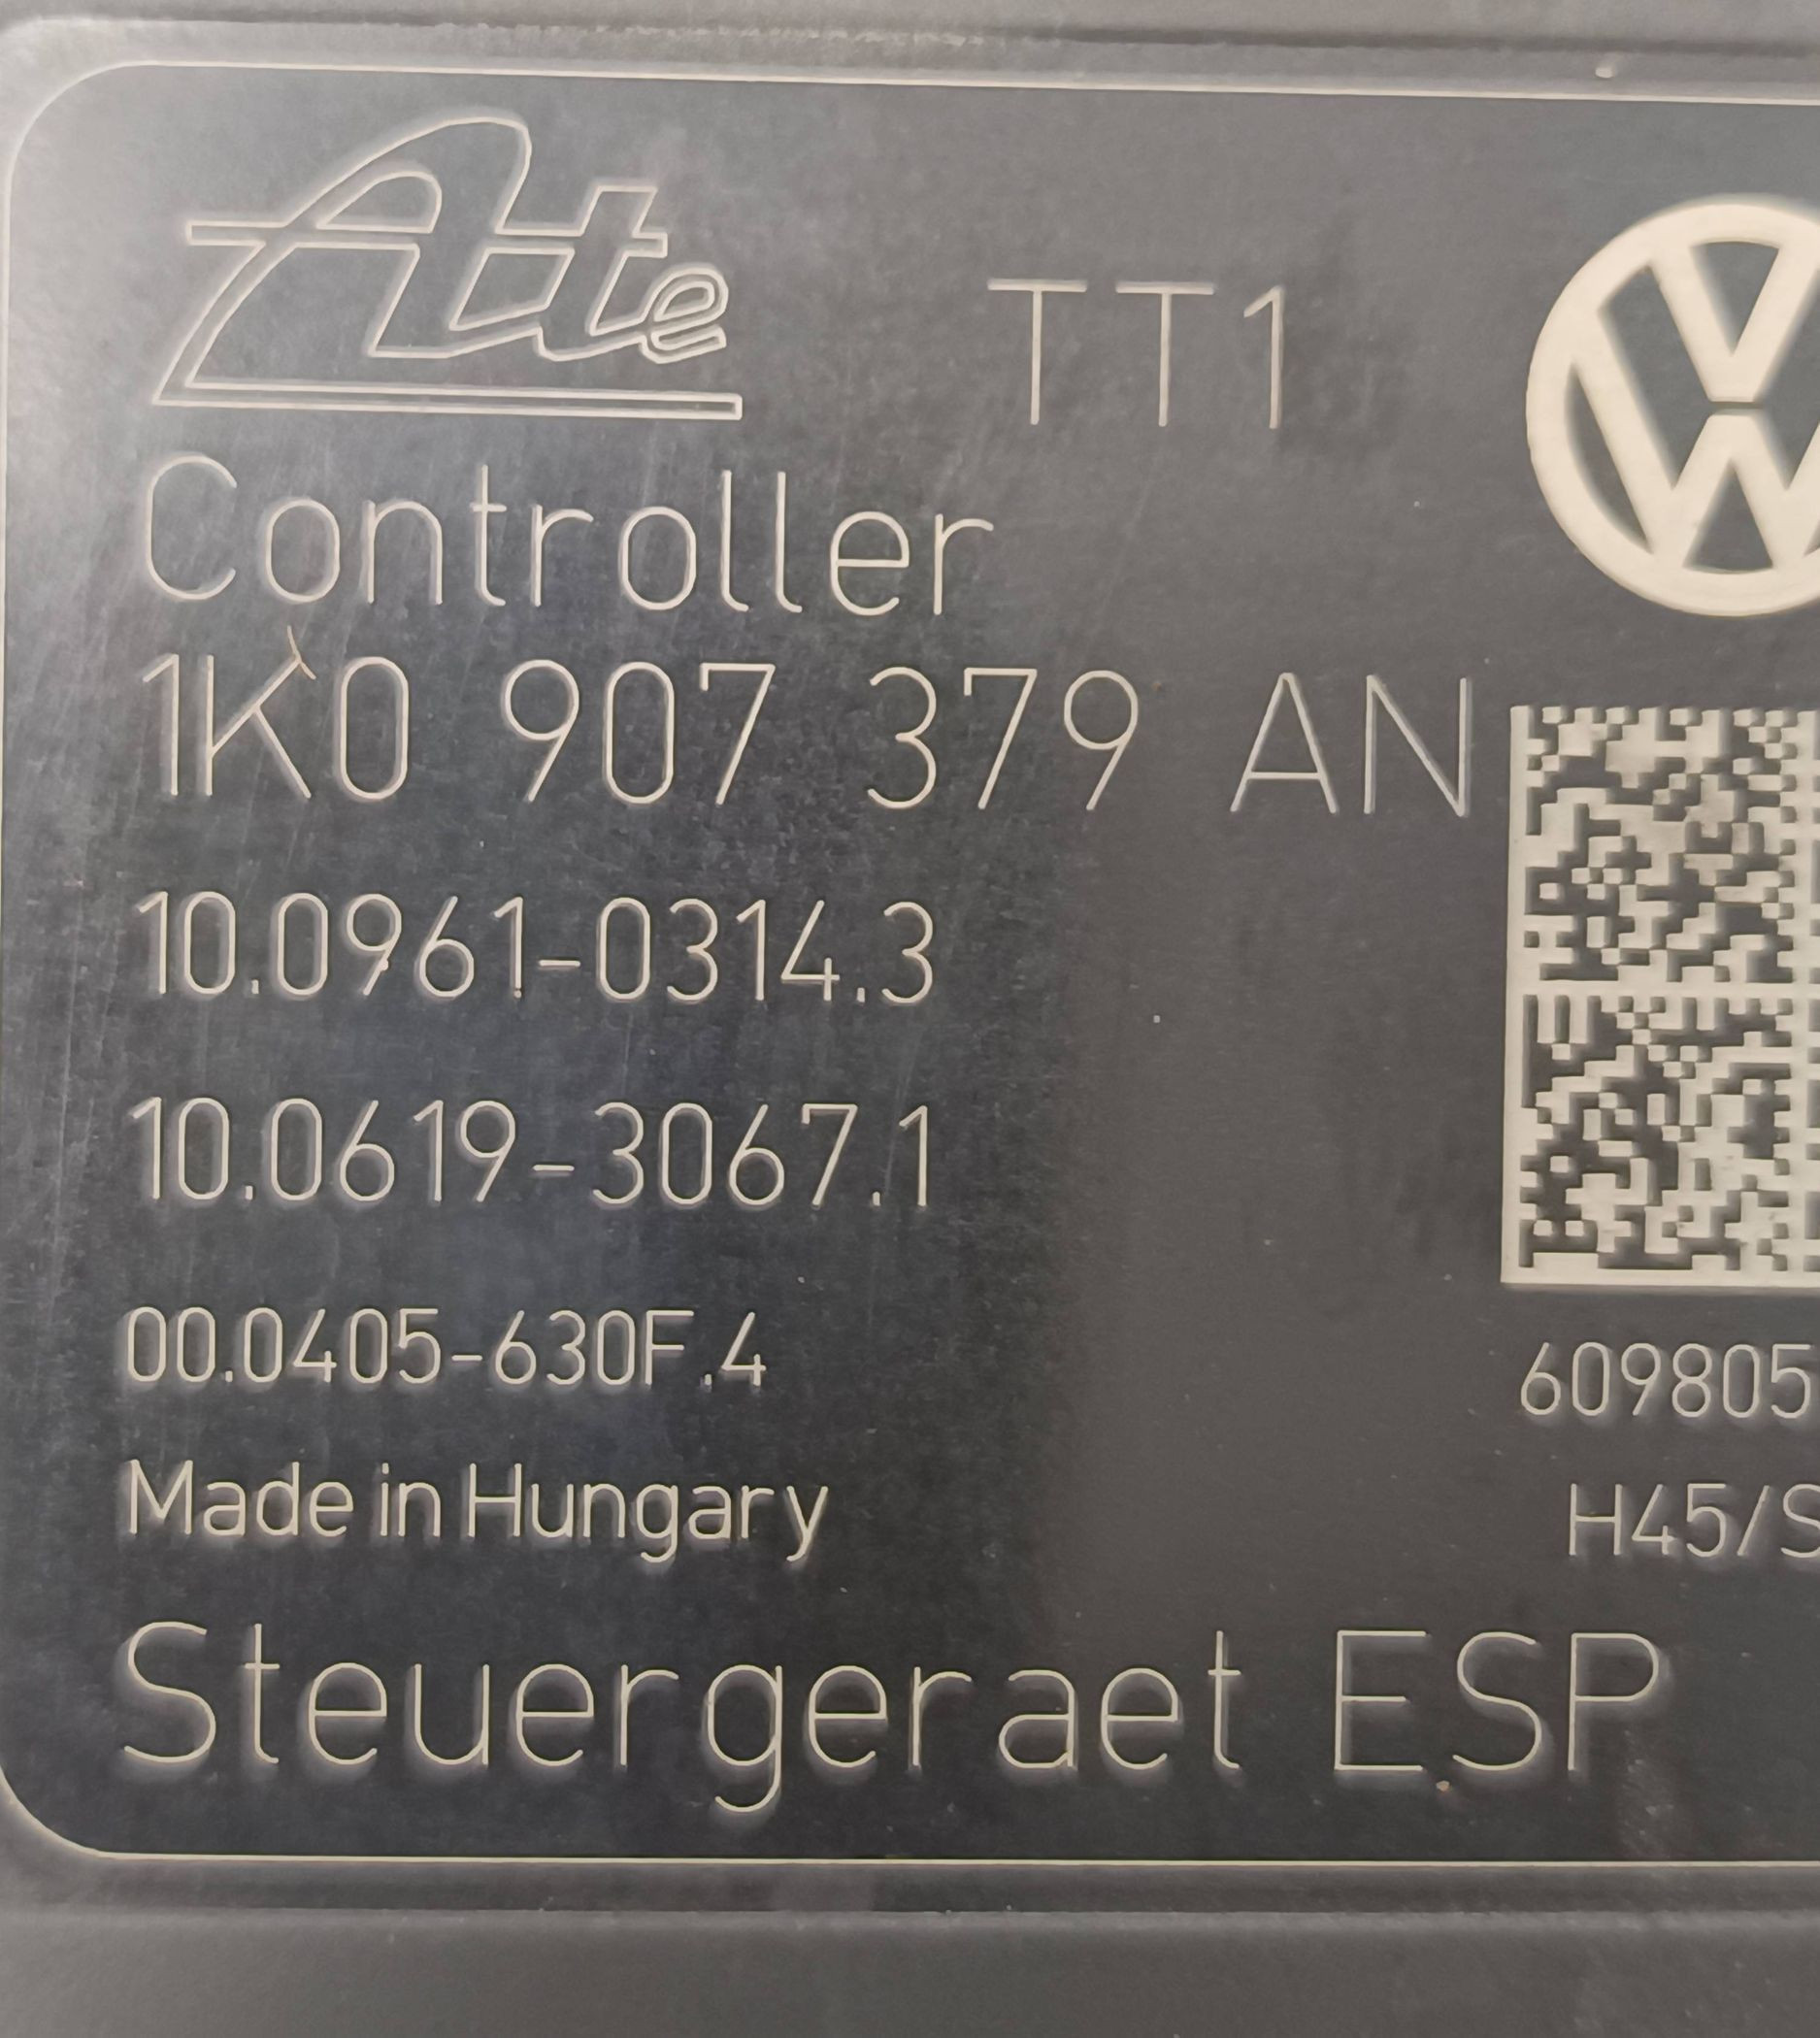 Ate TT1
Controller
1K0 907 379 AN
10.0961-0314.3
10.0619-3067.1
00.0405-630F.4
609805
Made in Hungary
H45/S
Steuergeraet ESP